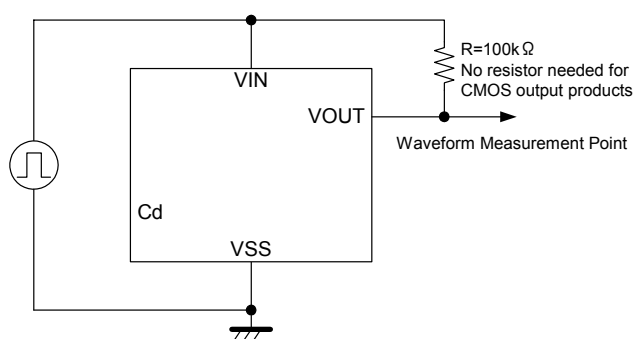 R=100kΩ
No resistor needed for
CMOS output products
VIN
VOUT
Waveform Measurement Point
Cd
VSS